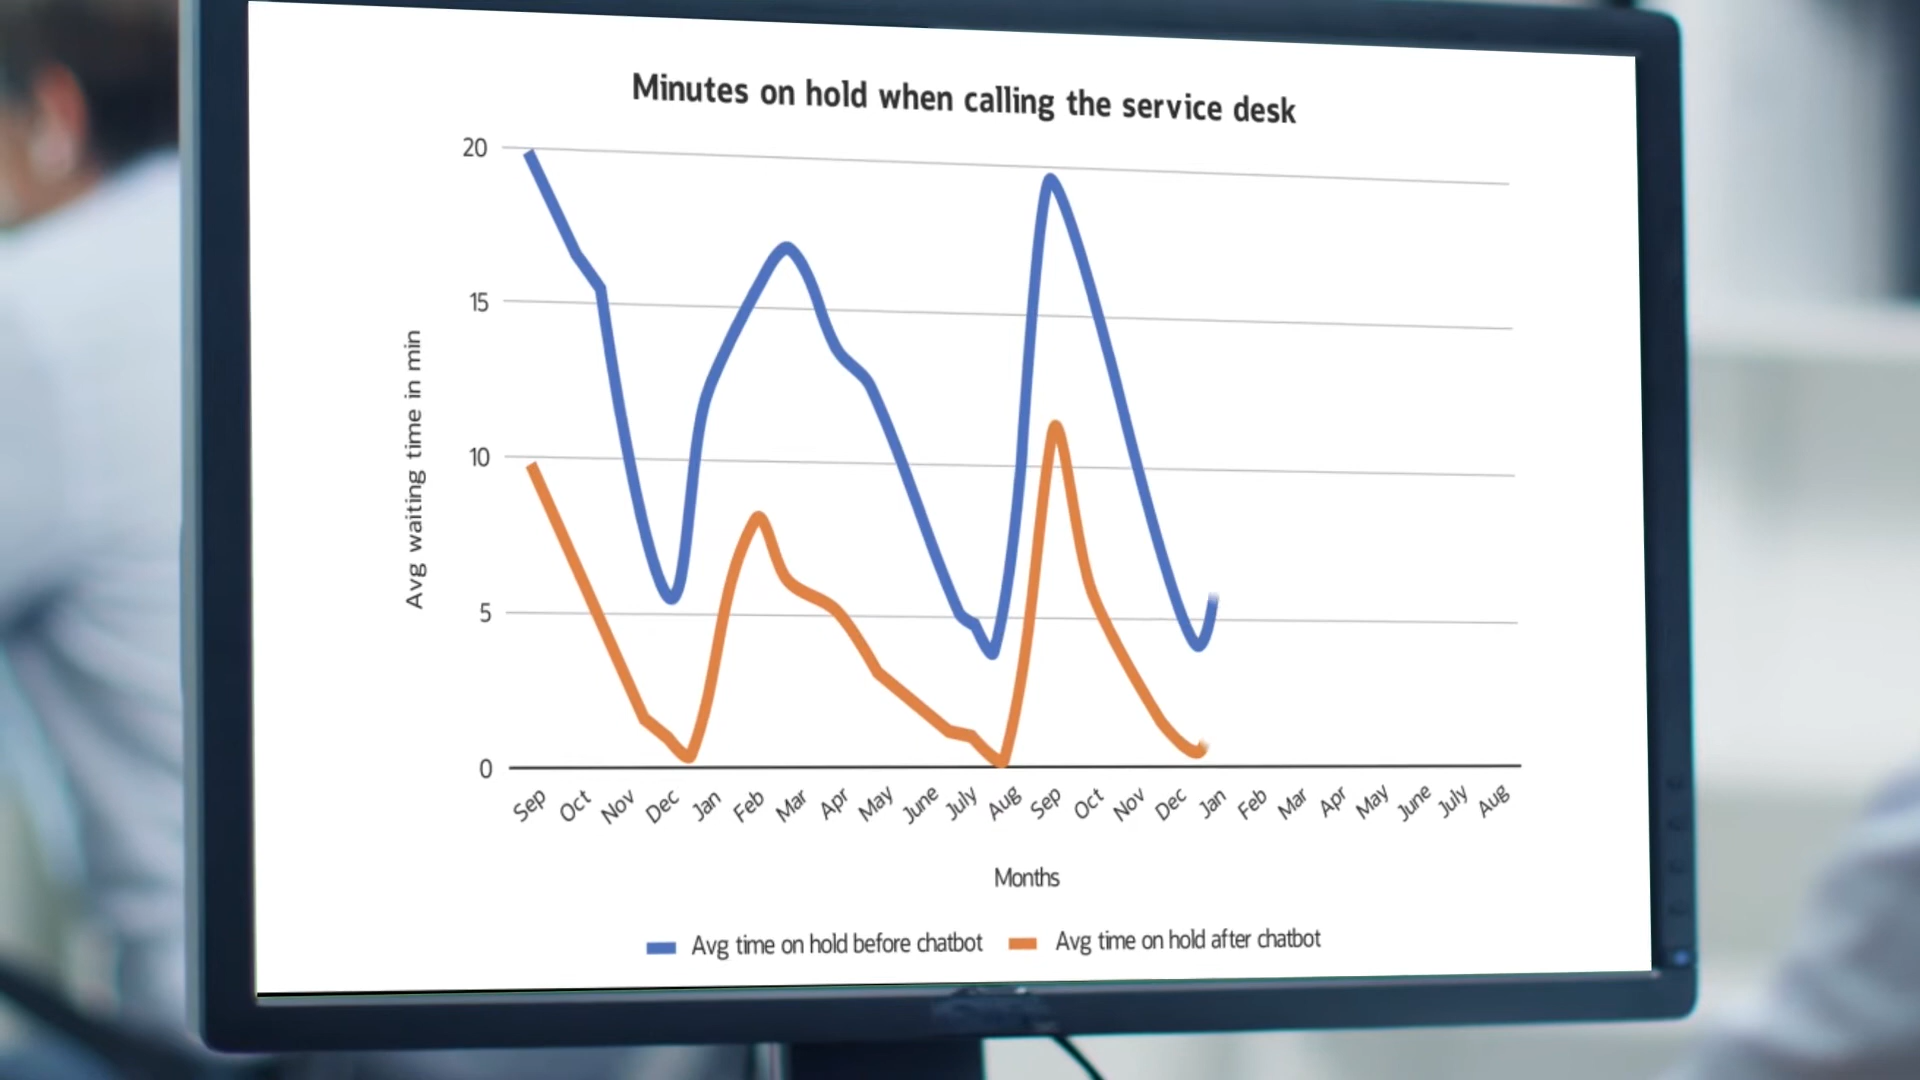 Minutes on hold when calling the service desk
20
15
10
5
0
Avg waiting time in min
Sep Oct Nov Dec Jan Feb Mar Apr May June July Aug Sep Oct Nov Dec Jan Feb Mar Apr May June July Aug
Months
Avg time on hold before chatbot Avg time on hold after chatbot